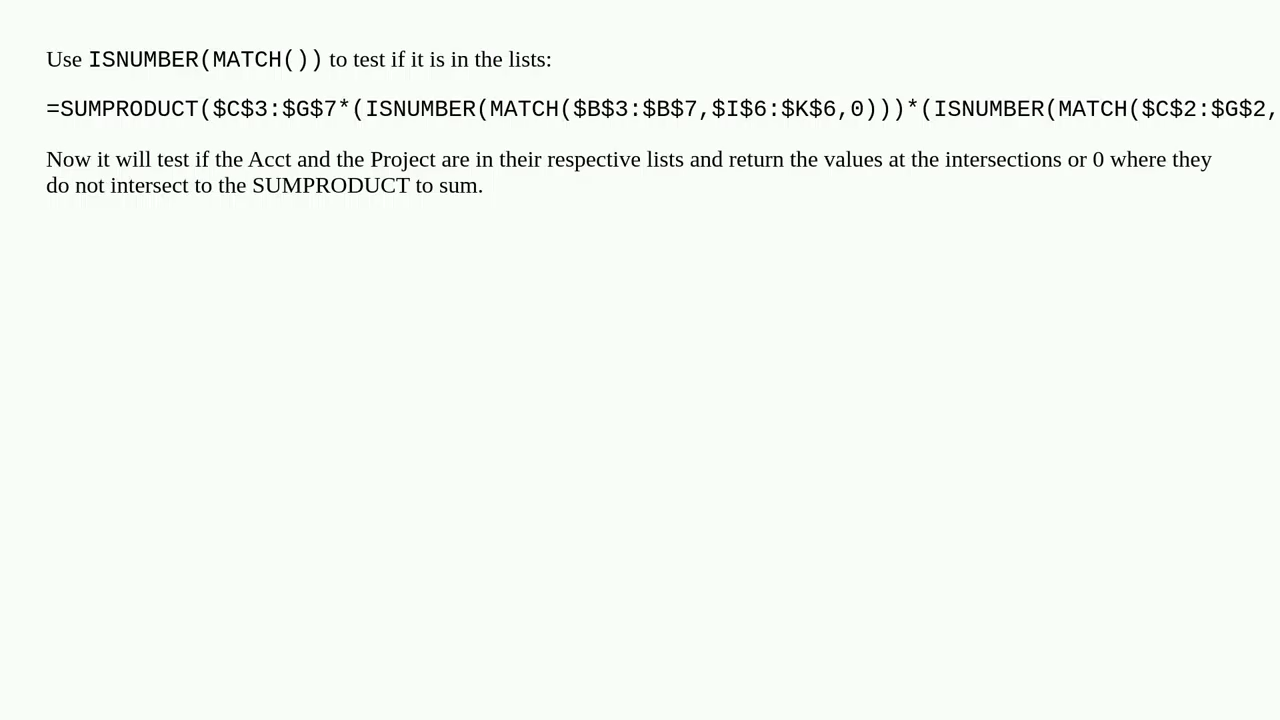 Use ISNUMBER(MATCH()) to test if it is in the lists:
=SUMPRODUCT($C$3:$G$7*(ISNUMBER(MATCH($B$3:$B$7,$I$6:$K$6,0)))*(ISNUMBER(MATCH($C$2:$G$2,
Now it will test if the Acct and the Project are in their respective lists and return the values at the intersections or 0 where they
do not intersect to the SUMPRODUCT to sum.